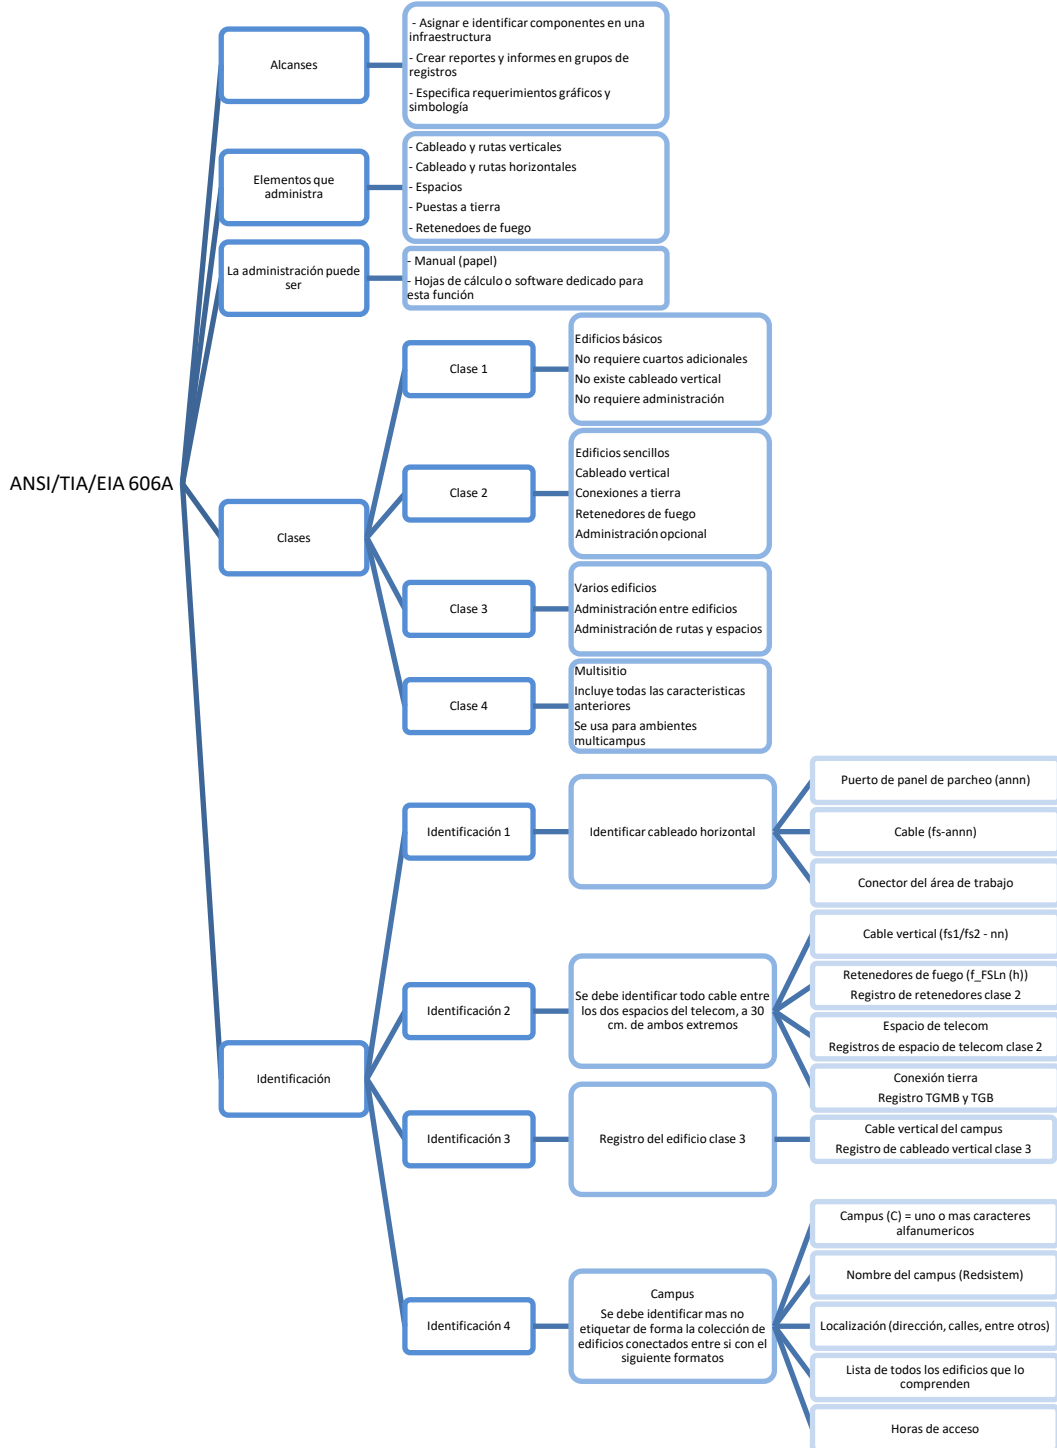 ANSI/TIA/EIA 606A
Alcanses
- Asignar e identificar componentes en una
infraestructura
- Crear reportes y informes en grupos de
registros
- Especifica requerimientos gráficos y
simbología
Elementos que
administra
- Cableado y rutas verticales
- Cableado y rutas horizontales
- Espacios
- Puestas a tierra
- Retenedoes de fuego
La administración puede
ser
- Manual (papel)
- Hojas de cálculo o software dedicado para
esta función
Clases
Clase 1
Edificios básicos
No requiere cuartos adicionales
No existe cableado vertical
No requiere administración
Clase 2
Edificios sencillos
Cableado vertical
Conexiones a tierra
Retenedores de fuego
Administración opcional
Clase 3
Varios edificios
Administración entre edificios
Administración de rutas y espacios
Clase 4
Multisitio
Incluye todas las caracteristicas
anteriores
Se usa para ambientes
multicampus
Identificación
Identificación 1
Identificar cableado horizontal
Puerto de panel de parcheo (annn)
Cable (fs-annn)
Conector del área de trabajo
Identificación 2
Se debe identificar todo cable entre
los dos espacios del telecom, a 30
cm. de ambos extremos
Cable vertical (fs1/fs2 - nn)
Retenedores de fuego (f_FSLn (h))
Registro de retenedores clase 2
Espacio de telecom
Registros de espacio de telecom clase 2
Conexión tierra
Registro TGMB y TGB
Identificación 3
Registro del edificio clase 3
Cable vertical del campus
Registro de cableado vertical clase 3
Identificación 4
Campus
Se debe identificar mas no
etiquetar de forma la colección de
edificios conectados entre si con el
siguiente formatos
Campus (C) = uno o mas caracteres
alfanumericos
Nombre del campus (Redsistem)
Localización (dirección, calles, entre otros)
Lista de todos los edificios que lo
comprenden
Horas de acceso